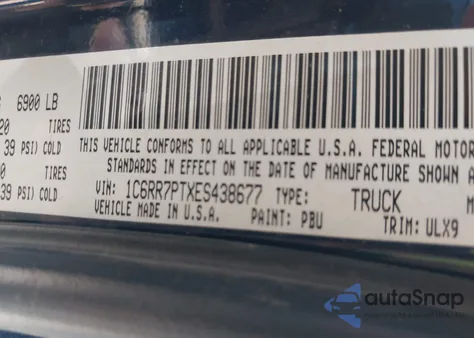 6900 LB
20 TIRES
39 PSI) COLD
TIRES
39 PSI) COLD
THIS VEHICLE CONFORMS TO ALL APPLICABLE U.S.A. FEDERAL MOTOR
STANDARDS IN EFFECT ON THE DATE OF MANUFACTURE SHOWN A
VIN: 1C6RR7PTXES438677 TYPE: TRUCK
VEHICLE MADE IN U.S.A. PAINT: PBU TRIM: ULX9
autoSnap